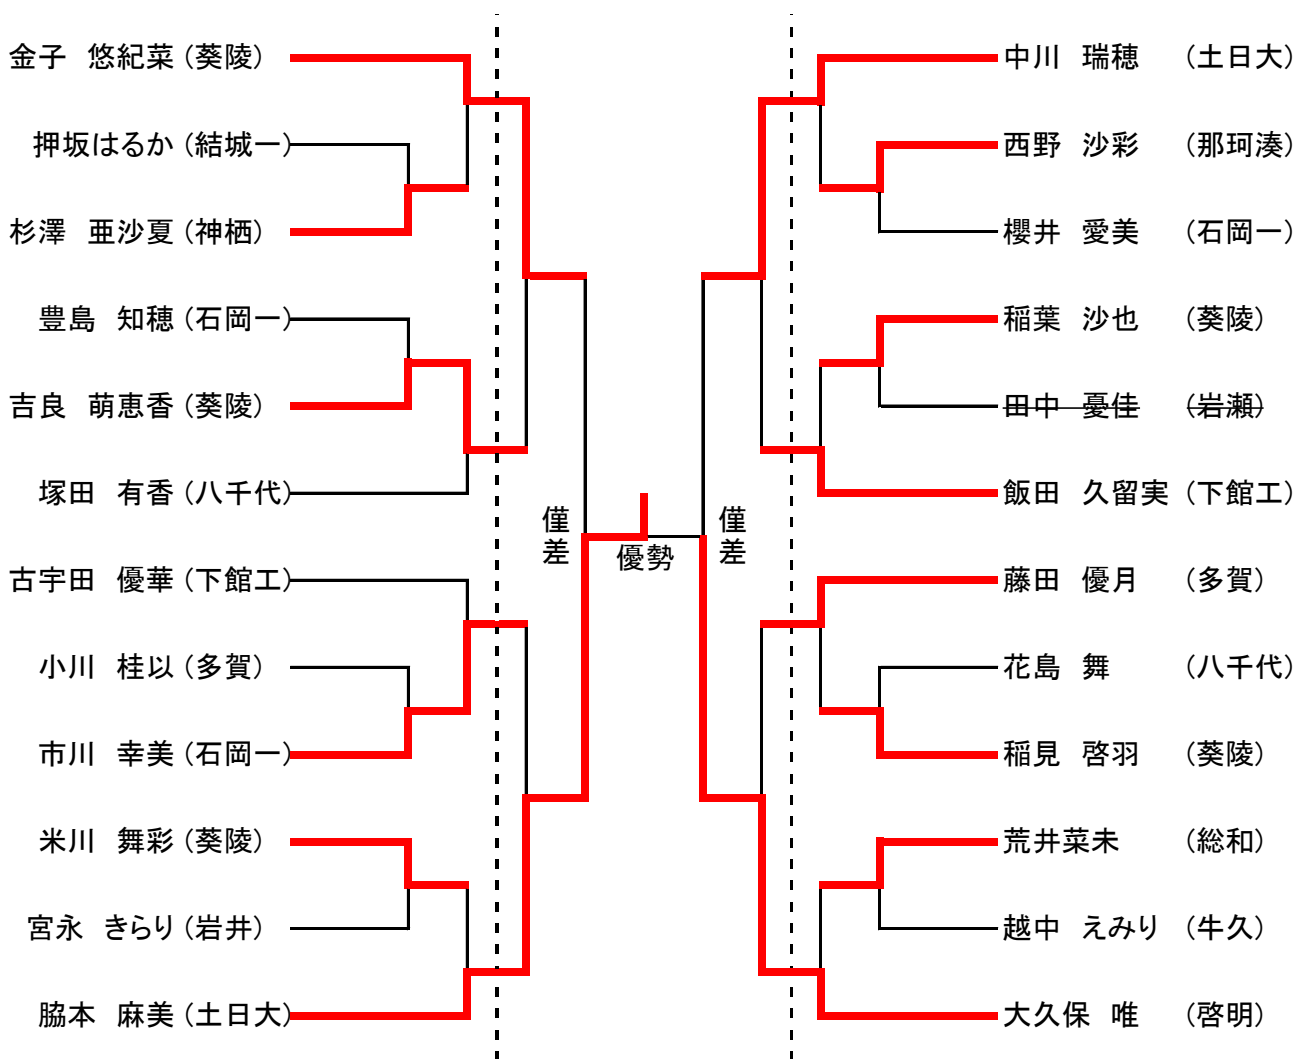 金子　悠紀菜（葵陵）
押坂はるか（結城一）
杉澤　亜沙夏（神栖）
豊島　知穂（石岡一）
吉良　萌恵香（葵陵）
塚田　有香（八千代）
古宇田　優華（下館工）
小川　桂以（多賀）
市川　幸美（石岡一）
米川　舞彩（葵陵）
宮永　きらり（岩井）
脇本　麻美（土日大）
僅差
優勢
僅差
中川　瑞穂　（土日大）
西野　沙彩　（那珂湊）
櫻井　愛美　（石岡一）
稲葉　沙也　（葵陵）
田中　憂佳　（岩瀬）
飯田　久留実（下館工）
藤田　優月　（多賀）
花島　舞　（八千代）
稲見　啓羽　（葵陵）
荒井菜未　（総和）
越中　えみり（牛久）
大久保　唯　（啓明）